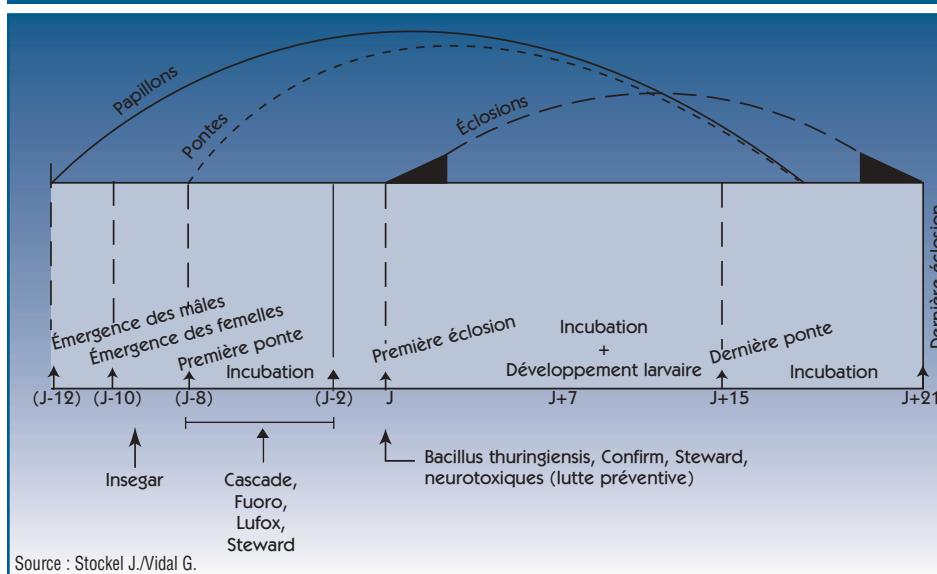 Papillons
Pontes
Éclosions
Émergence des mâles
Émergence des femelles
Première ponte
Incubation
Première éclosion
Incubation
+
Développement larvaire
Dernière ponte
Incubation
Dernière éclosion
(J-12) (J-10) (J-8) (J-2) J J+7 J+15 J+21
Insegar
Cascade,
Fuoro,
Lufox,
Steward
Bacillus thuringiensis, Confirm, Steward,
neurotoxiques (lutte préventive)
Source : Stockel J./Vidal G.